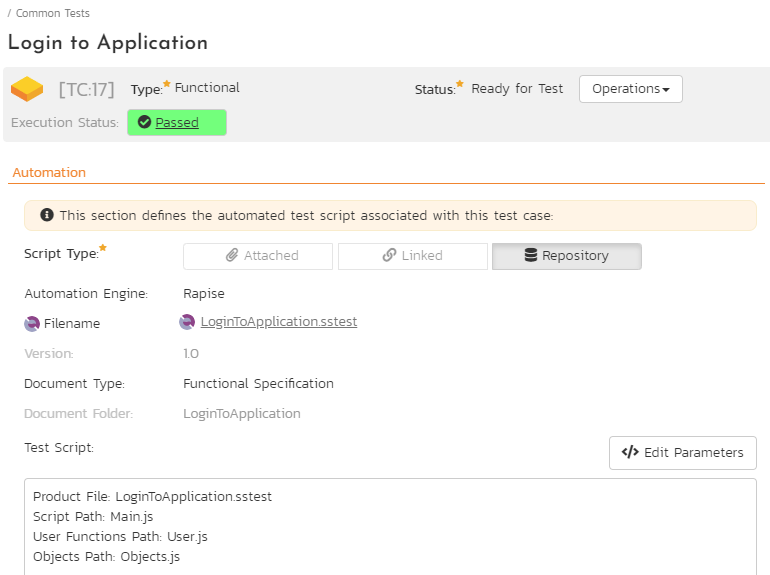 / Common Tests
Login to Application
[TC:17] Type:* Functional Status:* Ready for Test Operations
Execution Status: Passed
Automation
This section defines the automated test script associated with this test case:
Script Type:* Attached Linked Repository
Automation Engine: Rapise
Filename LoginToApplication.sstest
Version: 1.0
Document Type: Functional Specification
Document Folder: LoginToApplication
Test Script: </> Edit Parameters
Product File: LoginToApplication.sstest
Script Path: Main.js
User Functions Path: User.js
Objects Path: Objects.js